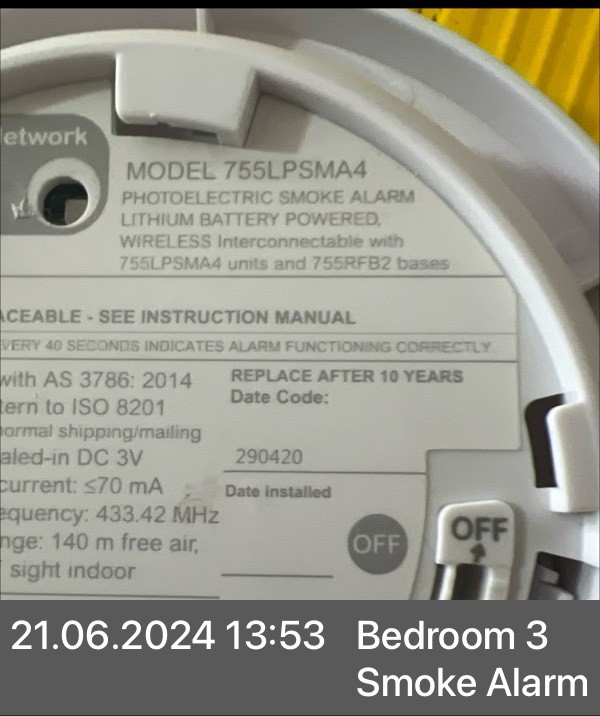 etwork
MODEL 755LPSMA4
PHOTOELECTRIC SMOKE ALARM
LITHIUM BATTERY POWERED,
WIRELESS Interconnectable with
755LPSMA4 units and 755RFB2 bases
ACEABLE - SEE INSTRUCTION MANUAL
VERY 40 SECONDS INDICATES ALARM FUNCTIONING CORRECTLY
with AS 3786: 2014
tern to ISO 8201
ormal shipping/mailing
aled-in DC 3V
current: ≤70 mA
equency: 433.42 MHz
nge: 140 m free air,
sight indoor
REPLACE AFTER 10 YEARS
Date Code:
290420
Date installed
OFF
OFF
21.06.2024 13:53
Bedroom 3
Smoke Alarm